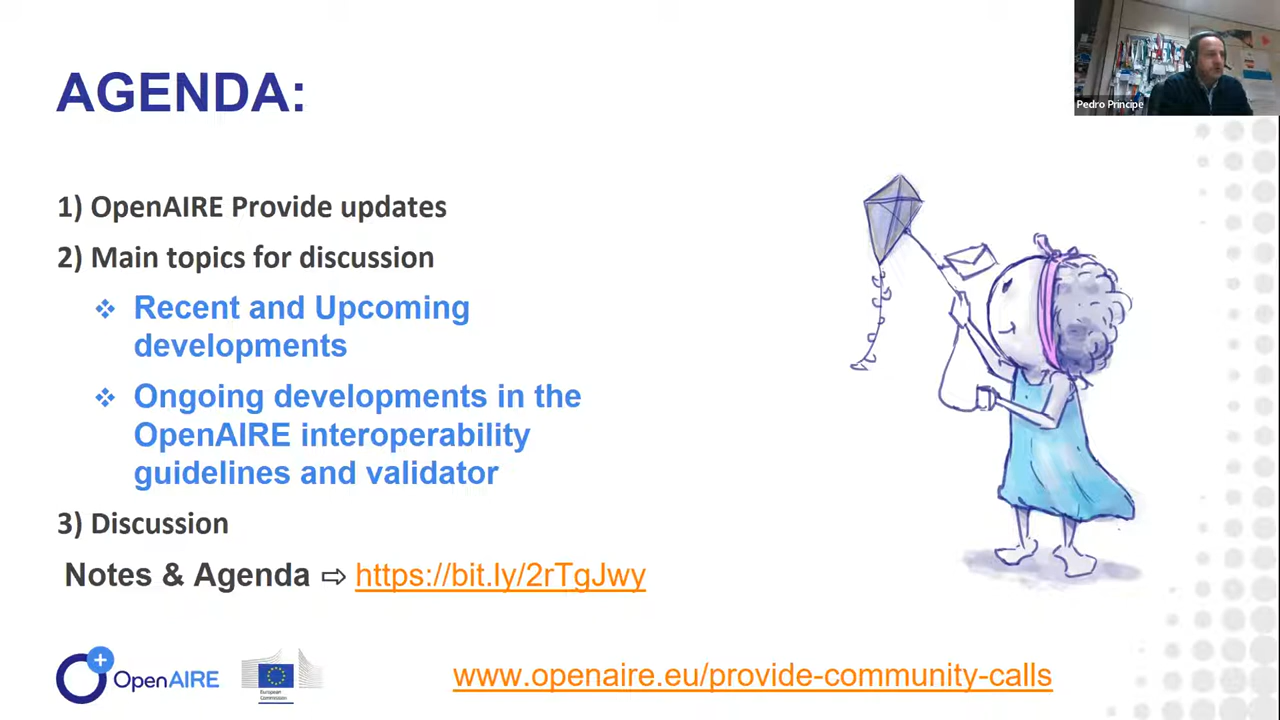 AGENDA:
Pedro Principe
1) OpenAIRE Provide updates
2) Main topics for discussion
❖ Recent and Upcoming
developments
❖ Ongoing developments in the
OpenAIRE interoperability
guidelines and validator
3) Discussion
Notes & Agenda ⇨ https://bit.ly/2rTgJwy
OpenAIRE
European
Commission
www.openaire.eu/provide-community-calls